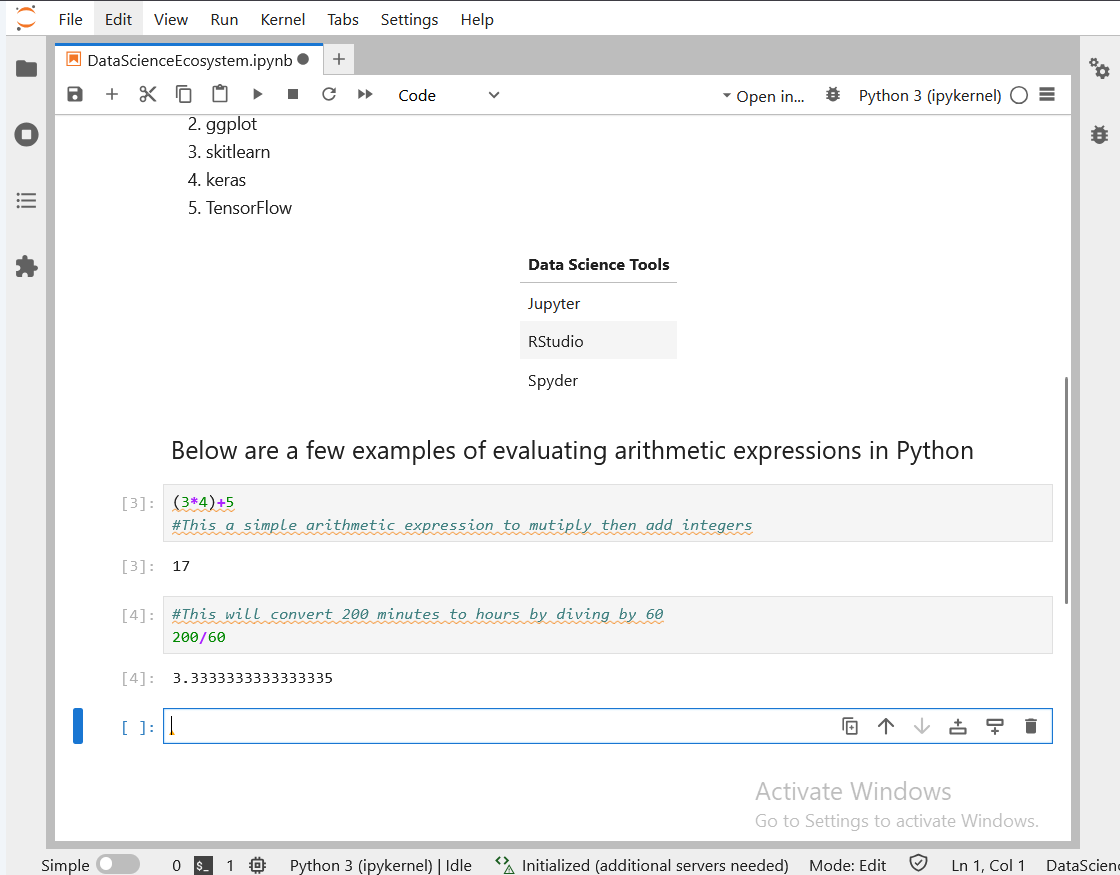 File Edit View Run Kernel Tabs Settings Help
DataScienceEcosystem.ipynb
Code Open in... Python 3 (ipykernel)
2. ggplot
3. skitlearn
4. keras
5. TensorFlow
Data Science Tools
Jupyter
RStudio
Spyder
Below are a few examples of evaluating arithmetic expressions in Python
[3]: (3*4)+5
#This a simple arithmetic expression to mutiply then add integers
[3]: 17
[4]: #This will convert 200 minutes to hours by diving by 60
200/60
[4]: 3.3333333333333335
[ ]:
Activate Windows
Go to Settings to activate Windows.
Simple 0 $_ 1 Python 3 (ipykernel) | Idle Initialized (additional servers needed) Mode: Edit Ln 1, Col 1 DataScien